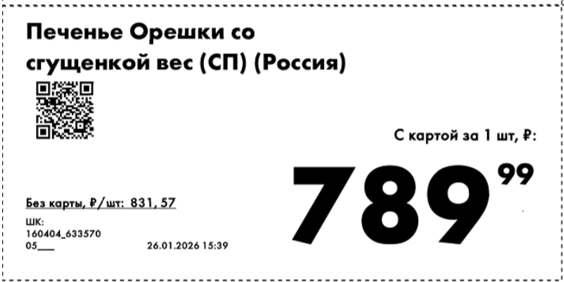 Печенье Орешки со
сгущенкой вес (СП) (Россия)
С картой за 1 шт, ₽:
789 99
Без карты, ₽/шт: 831, 57
ШК:
160404_633570
05___
26.01.2026 15:39